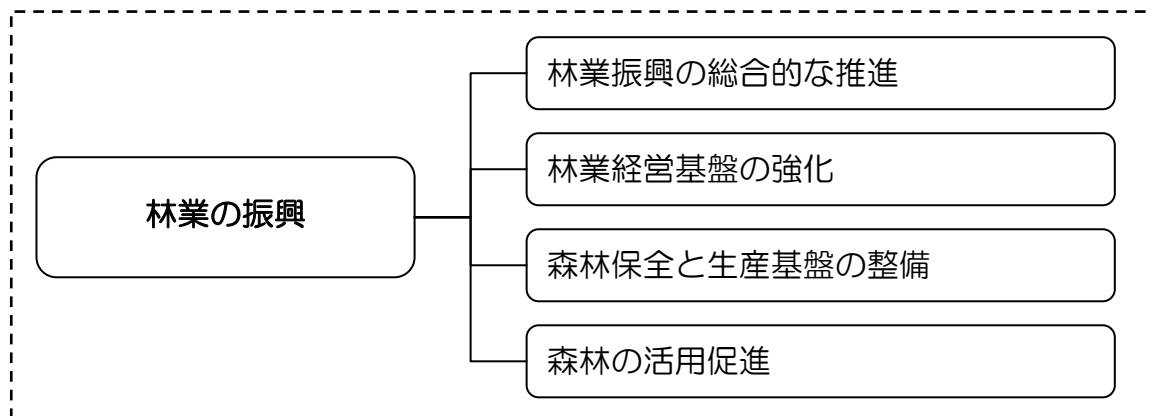 林業振興の総合的な推進
林業経営基盤の強化
林業の振興
森林保全と生産基盤の整備
森林の活用促進